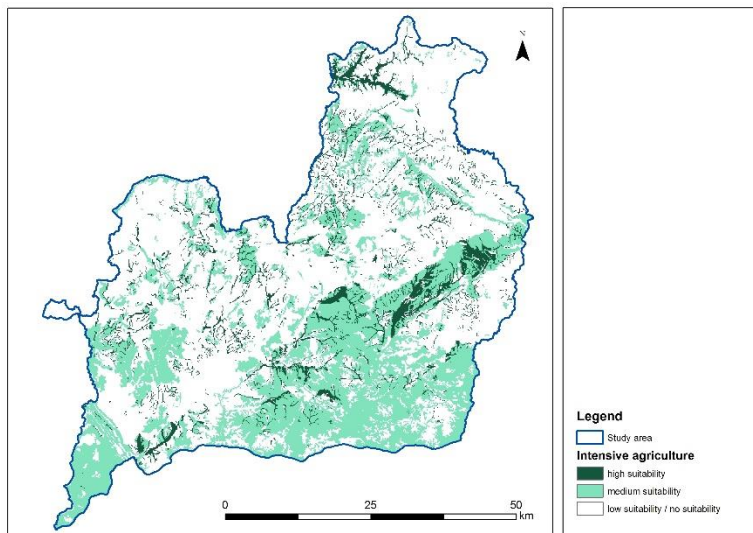 N
Legend
Study area
Intensive agriculture
high suitability
medium suitability
low suitability / no suitability
0 25 50
km